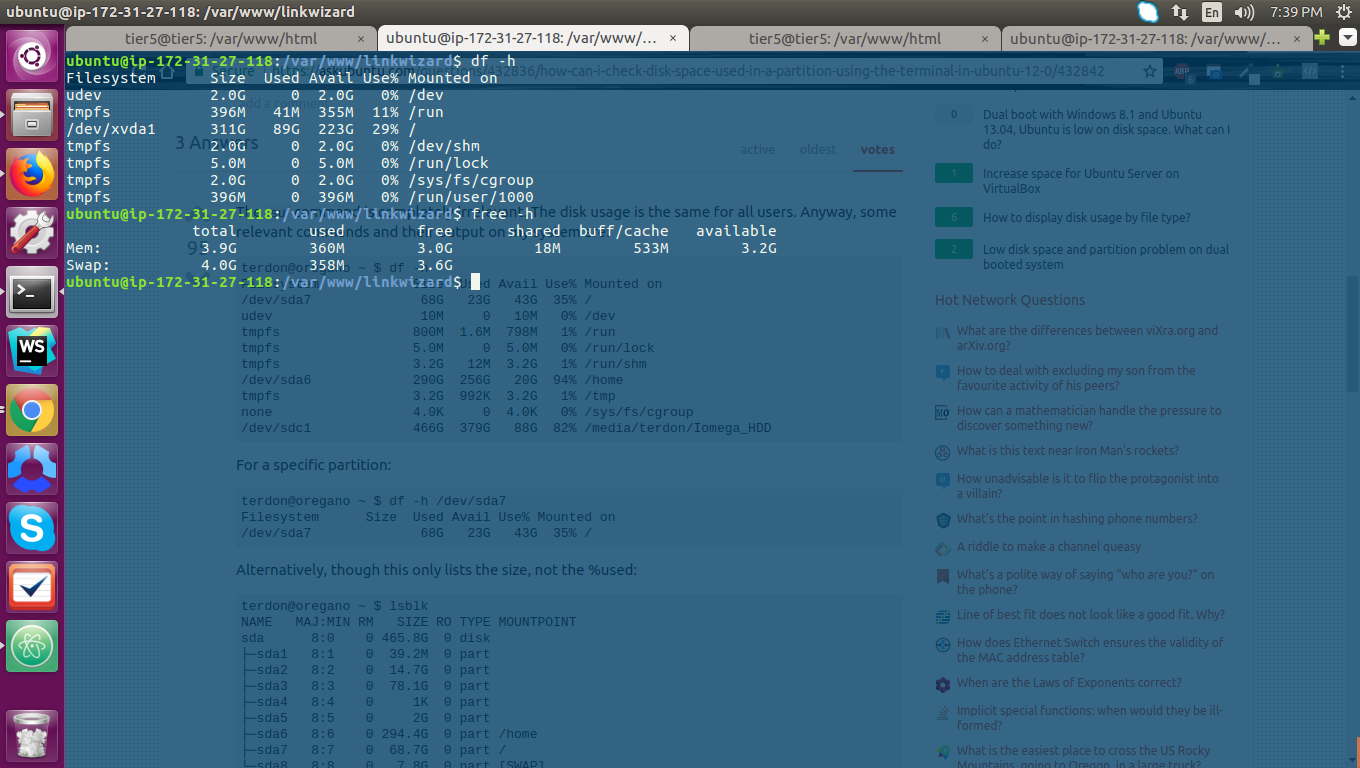 ubuntu@ip-172-31-27-118: /var/www/linkwizard
En
7:39 PM
tier5@tier5: /var/www/html ×
ubuntu@ip-172-31-27-118: /var/www/... ×
tier5@tier5: /var/www/html ×
ubuntu@ip-172-31-27-118: /var/www/... ×
ubuntu@ip-172-31-27-118:/var/www/linkwizard$ df -h
Filesystem Size Used Avail Use% Mounted on
udev 2.0G 0 2.0G 0% /dev
tmpfs 396M 41M 355M 11% /run
/dev/xvda1 311G 89G 223G 29% /
tmpfs 2.0G 0 2.0G 0% /dev/shm
tmpfs 5.0M 0 5.0M 0% /run/lock
tmpfs 2.0G 0 2.0G 0% /sys/fs/cgroup
tmpfs 396M 0 396M 0% /run/user/1000
ubuntu@ip-172-31-27-118:/var/www/linkwizard$ free -h
total used free shared buff/cache available
Mem: 3.9G 360M 3.0G 18M 533M 3.2G
Swap: 4.0G 358M 3.6G
ubuntu@ip-172-31-27-118:/var/www/linkwizard$
/432836/how-can-i-check-disk-space-used-in-a-partition-using-the-terminal-in-ubuntu-12-0/432842
ABP
6
3 Answers
active oldest votes
The disk usage is the same for all users. Anyway, some
relevant
95
terdon@oregano ~ $ df -
Avail Use% Mounted on
/dev/sda7 68G 23G 43G 35% /
udev 10M 0 10M 0% /dev
tmpfs 800M 1.6M 798M 1% /run
tmpfs 5.0M 0 5.0M 0% /run/lock
tmpfs 3.2G 12M 3.2G 1% /run/shm
/dev/sda6 290G 256G 20G 94% /home
tmpfs 3.2G 992K 3.2G 1% /tmp
none 4.0K 0 4.0K 0% /sys/fs/cgroup
/dev/sdc1 466G 379G 88G 82% /media/terdon/Iomega_HDD
For a specific partition:
terdon@oregano ~ $ df -h /dev/sda7
Filesystem Size Used Avail Use% Mounted on
/dev/sda7 68G 23G 43G 35% /
Alternatively, though this only lists the size, not the %used:
terdon@oregano ~ $ lsblk
NAME MAJ:MIN RM SIZE RO TYPE MOUNTPOINT
sda 8:0 0 465.8G 0 disk
├─sda1 8:1 0 39.2M 0 part
├─sda2 8:2 0 14.7G 0 part
├─sda3 8:3 0 78.1G 0 part
├─sda4 8:4 0 1K 0 part
├─sda5 8:5 0 2G 0 part
├─sda6 8:6 0 294.4G 0 part /home
├─sda7 8:7 0 68.7G 0 part /
├─sda8 8:8 0 7.8G 0 part [SWAP]
0 Dual boot with Windows 8.1 and Ubuntu
13.04, Ubuntu is low on disk space. What can I
do?
1 Increase space for Ubuntu Server on
VirtualBox
6 How to display disk usage by file type?
2 Low disk space and partition problem on dual
booted system
Hot Network Questions
What are the differences between viXra.org and
arXiv.org?
How to deal with excluding my son from the
favourite activity of his peers?
MO How can a mathematician handle the pressure to
discover something new?
What is this text near Iron Man's rockets?
How unadvisable is it to flip the protagonist into
a villain?
What's the point in hashing phone numbers?
A riddle to make a channel queasy
What's a polite way of saying "who are you?" on
the phone?
Line of best fit does not look like a good fit. Why?
How does Ethernet Switch ensures the validity of
the MAC address table?
When are the Laws of Exponents correct?
Implicit special functions: when would they be ill-
formed?
What is the easiest place to cross the US Rocky
Mountains, going to Oregon, in a large truck?
WS